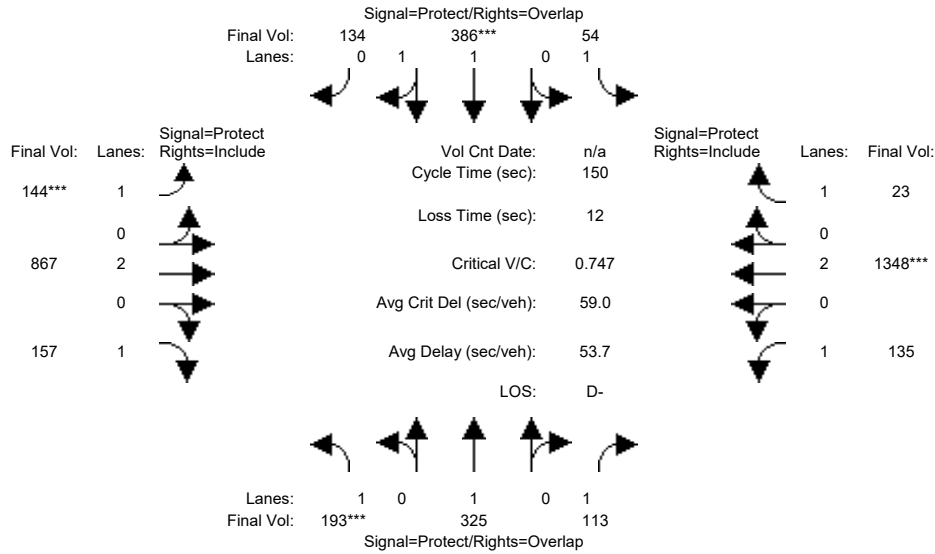 Signal=Protect/Rights=Overlap
Final Vol: 134 386*** 54
Lanes: 0 1 1 0 1
Signal=Protect
Final Vol: Lanes: Rights=Include
Vol Cnt Date: n/a
Signal=Protect
Rights=Include Lanes: Final Vol:
Cycle Time (sec): 150
144*** 1
1 23
Loss Time (sec): 12
0
0
867 2
Critical V/C: 0.747
2 1348***
0
Avg Crit Del (sec/veh): 59.0
0
157 1
Avg Delay (sec/veh): 53.7
1 135
LOS: D-
Lanes: 1 0 1 0 1
Final Vol: 193*** 325 113
Signal=Protect/Rights=Overlap